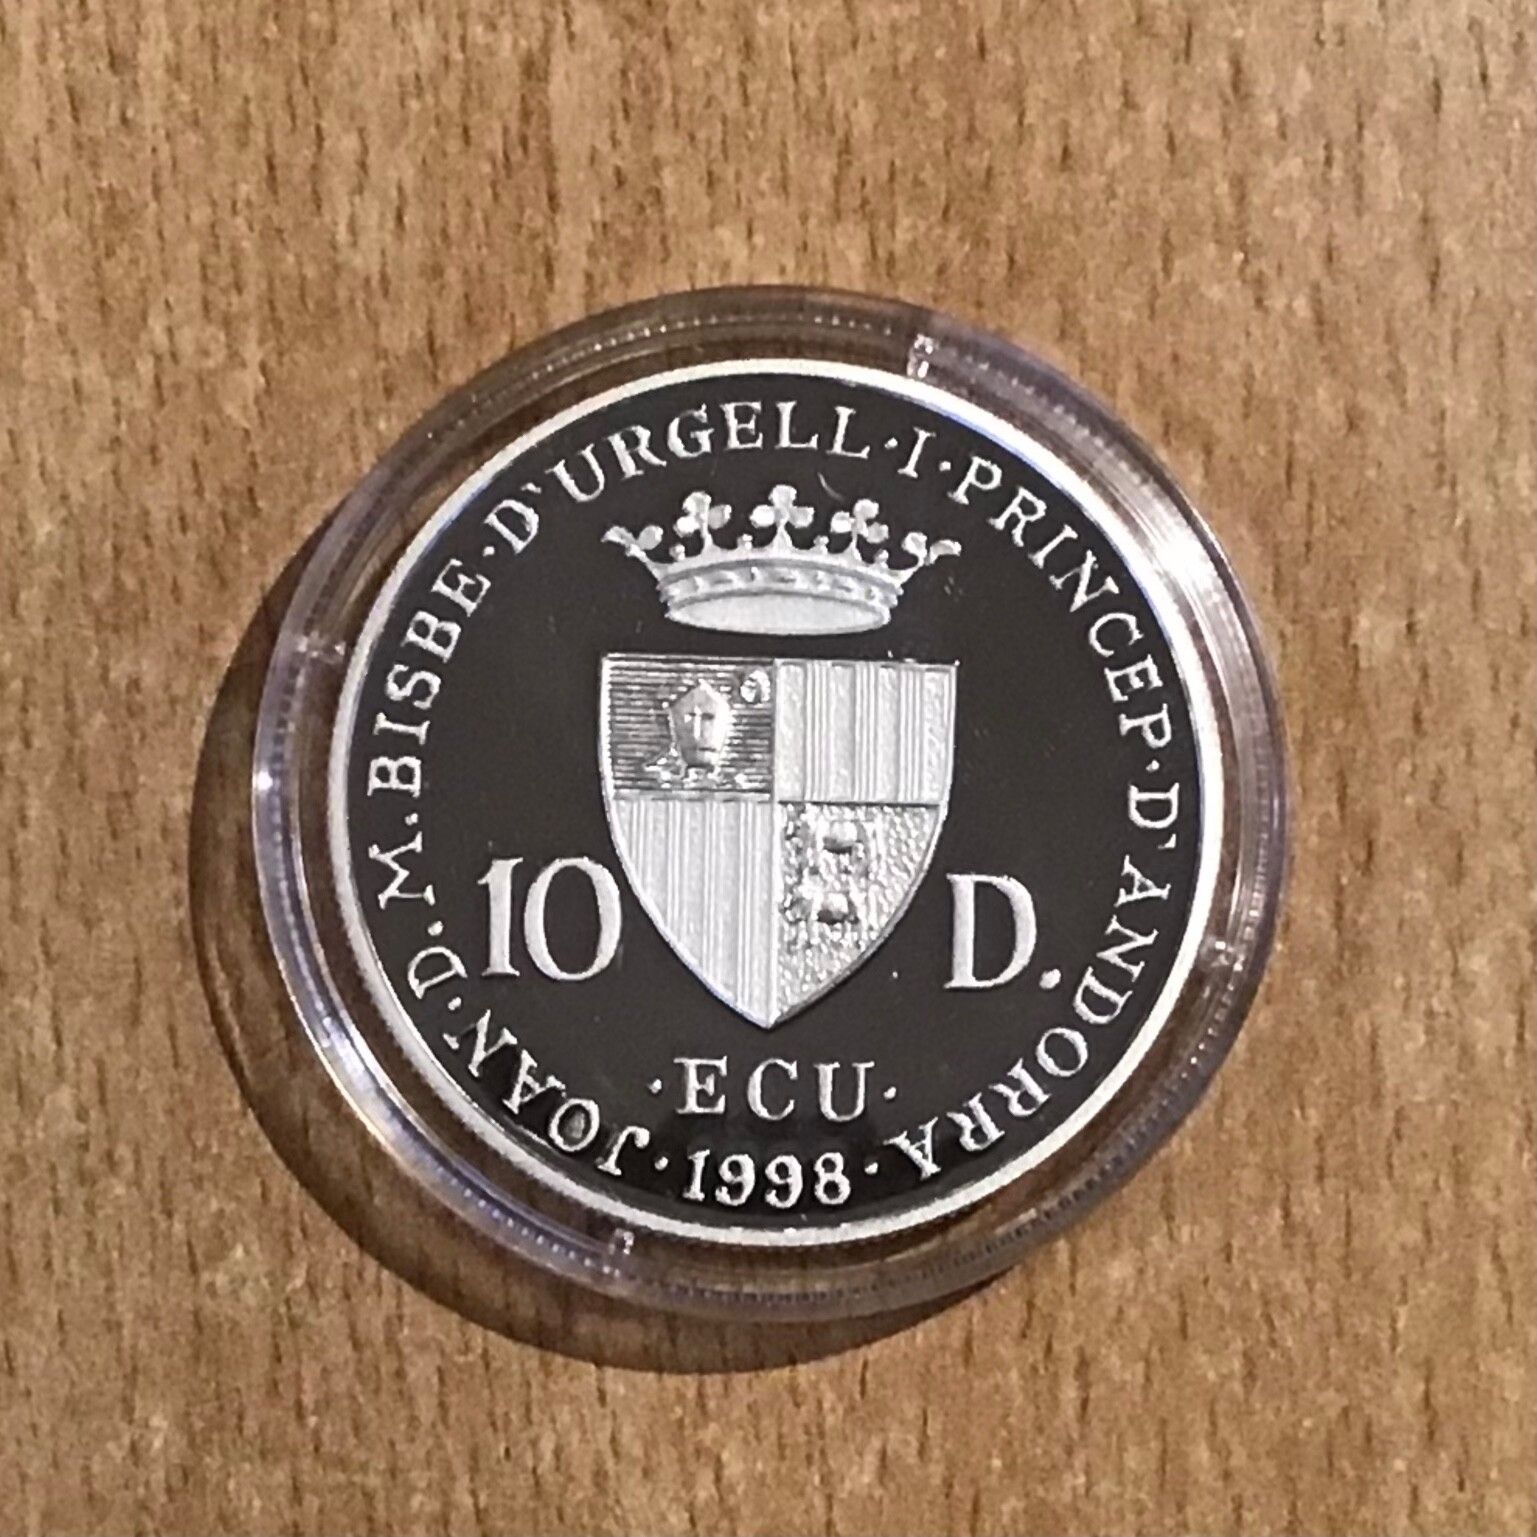 JOAN·D·M·BISBE·D'URGELL·I·PRINCEP·D'ANDORRA
10 D.
·ECU·
·1998·